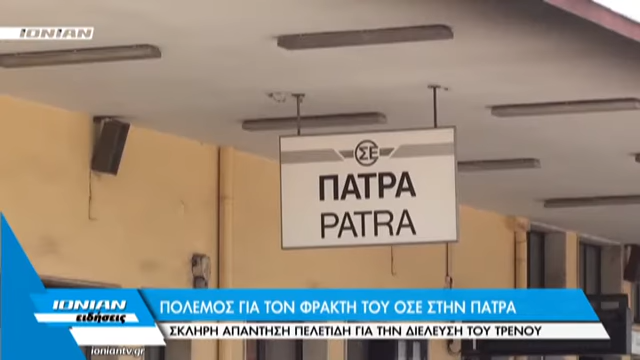 IONIAN
ΣΕ
ΠΑΤΡΑ
PATRA
IONIAN
ειδήσεις
ΠΟΛΕΜΟΣ ΓΙΑ ΤΟΝ ΦΡΑΚΤΗ ΤΟΥ ΟΣΕ ΣΤΗΝ ΠΑΤΡΑ
ΣΚΛΗΡΗ ΑΠΑΝΤΗΣΗ ΠΕΛΕΤΙΔΗ ΓΙΑ ΤΗΝ ΔΙΕΛΕΥΣΗ ΤΟΥ ΤΡΕΝΟΥ
ioniantv.gr